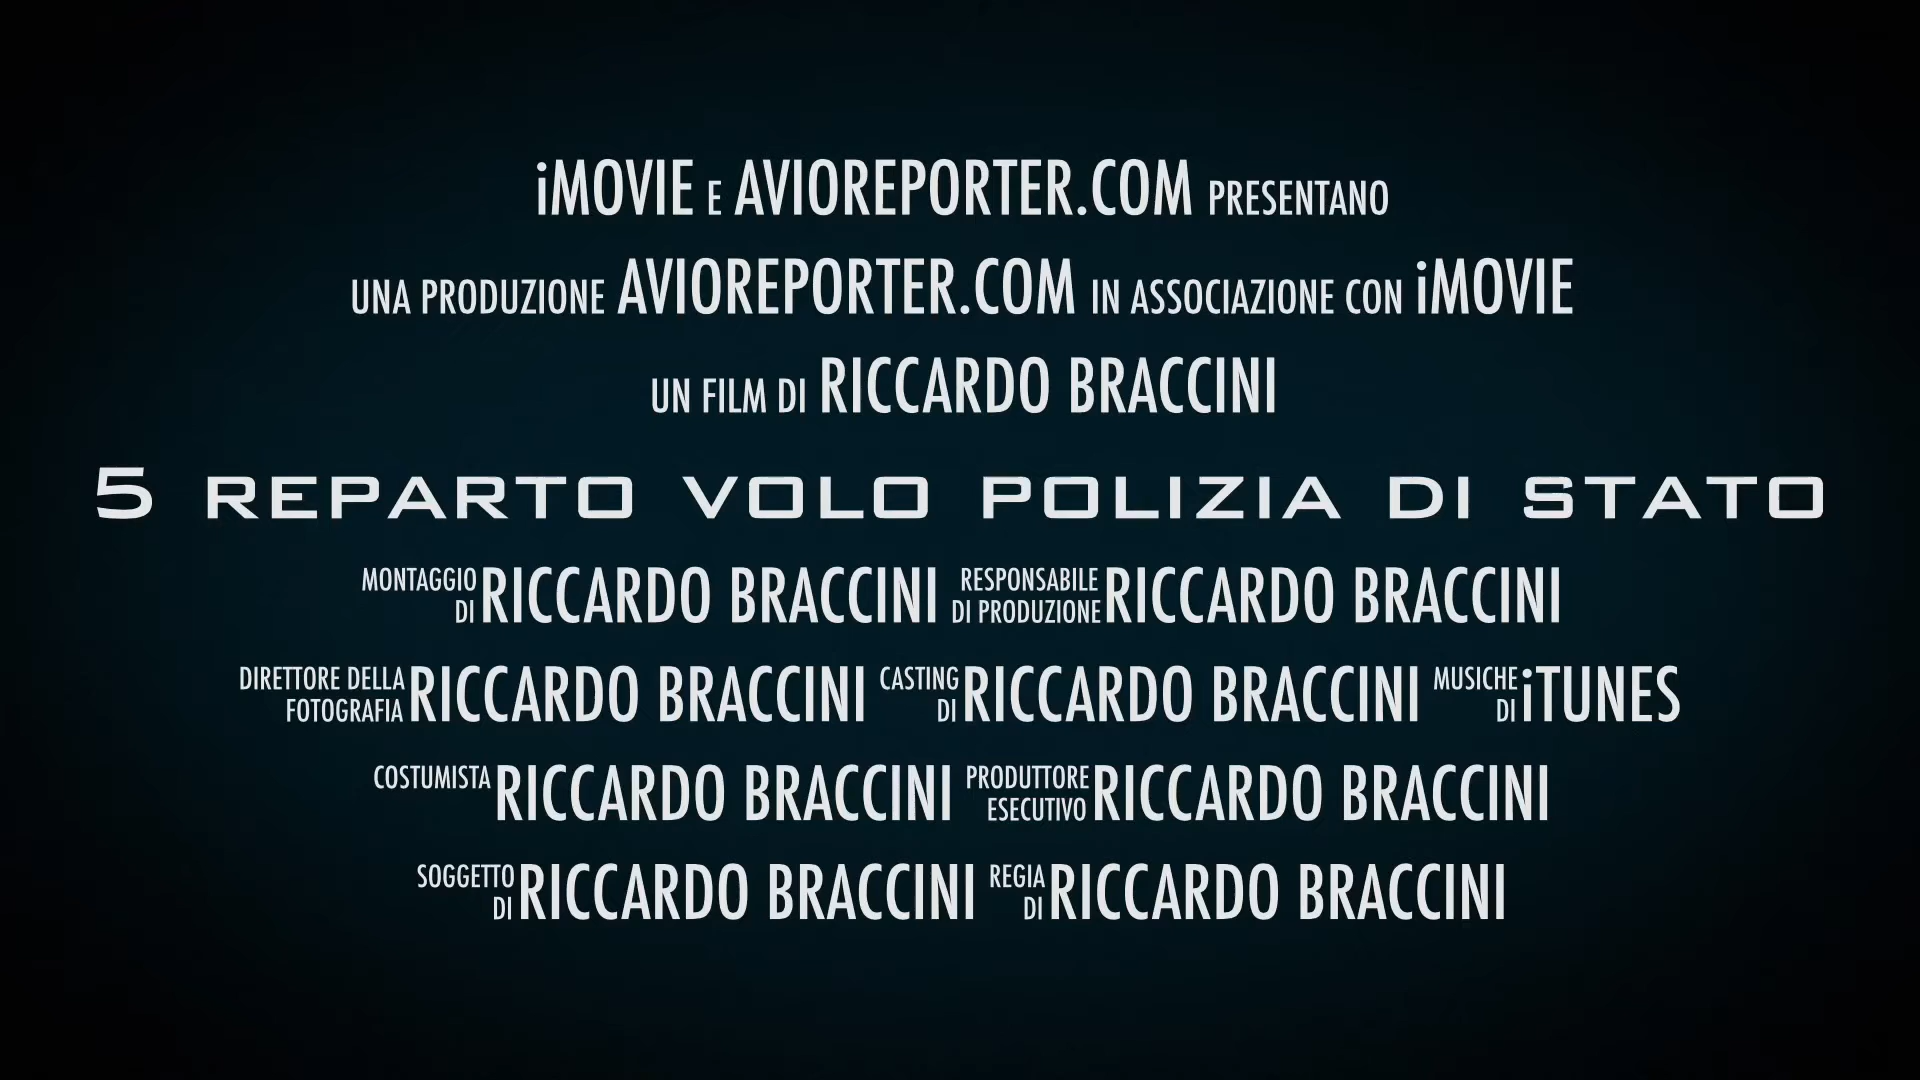 iMOVIE E AVIOREPORTER.COM PRESENTANO
UNA PRODUZIONE AVIOREPORTER.COM IN ASSOCIAZIONE CON iMOVIE
UN FILM DI RICCARDO BRACCINI
5 REPARTO VOLO POLIZIA DI STATO
MONTAGGIO DI RICCARDO BRACCINI RESPONSABILE DI PRODUZIONE RICCARDO BRACCINI
DIRETTORE DELLA FOTOGRAFIA RICCARDO BRACCINI CASTING DI RICCARDO BRACCINI MUSICHE DI iTUNES
COSTUMISTA RICCARDO BRACCINI PRODUTTORE ESECUTIVO RICCARDO BRACCINI
SOGGETTO DI RICCARDO BRACCINI REGIA DI RICCARDO BRACCINI